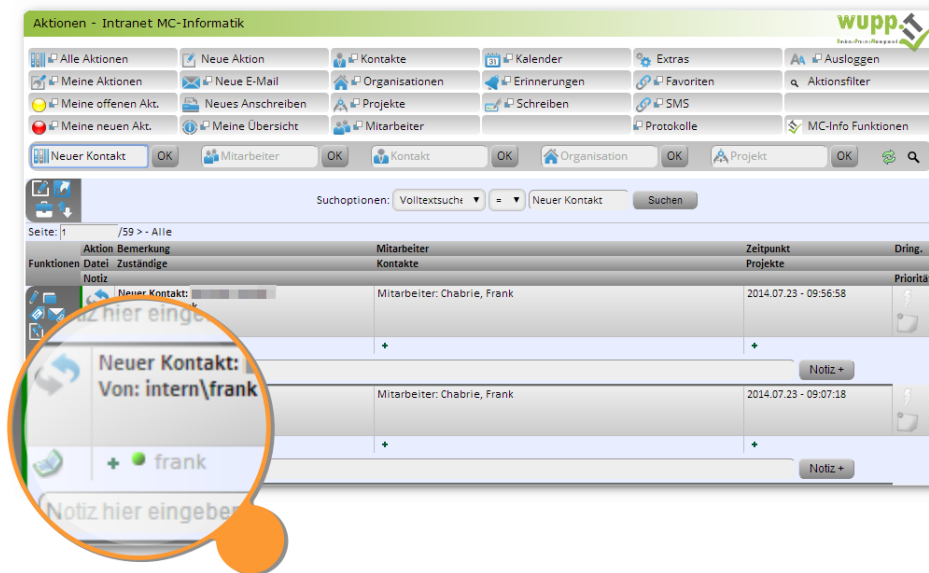 Aktionen - Intranet MC-Informatik
wupp.
Alle Aktionen Neue Aktion Kontakte Kalender Extras Ausloggen
Meine Aktionen Neue E-Mail Organisationen Erinnerungen Favoriten Aktionsfilter
Meine offenen Akt. Neues Anschreiben Projekte Schreiben SMS
Meine neuen Akt. Meine Übersicht Mitarbeiter Protokolle MC-Info Funktionen
Neuer Kontakt OK Mitarbeiter OK Kontakt OK Organisation OK Projekt OK
Suchoptionen: Volltextsuche = Neuer Kontakt Suchen
Seite: 1 /59 > - Alle
Aktion Bemerkung Mitarbeiter Zeitpunkt Dring.
Funktionen Datei Zuständige Kontakte Projekte
Notiz Priorität
Neuer Kontakt: Mitarbeiter: Chabrie, Frank 2014.07.23 - 09:56:58
+ +
Notiz +
Mitarbeiter: Chabrie, Frank 2014.07.23 - 09:07:18
+ +
Notiz +
Neuer Kontakt:
Von: intern\frank
+ frank
Notiz hier eingeben